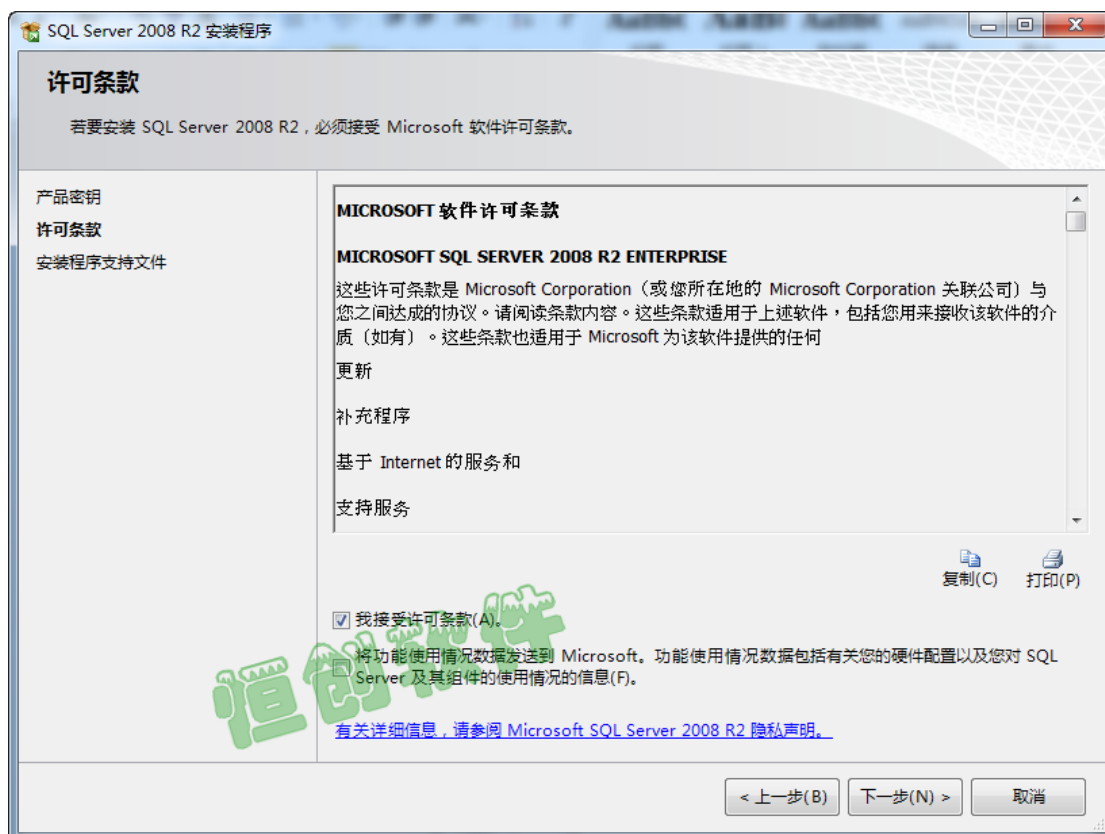 SQL Server 2008 R2 安装程序
许可条款
若要安装 SQL Server 2008 R2，必须接受 Microsoft 软件许可条款。
产品密钥
许可条款
安装程序支持文件
MICROSOFT 软件许可条款
MICROSOFT SQL SERVER 2008 R2 ENTERPRISE
这些许可条款是 Microsoft Corporation（或您所在地的 Microsoft Corporation 关联公司）与
您之间达成的协议。请阅读条款内容。这些条款适用于上述软件，包括您用来接收该软件的介
质（如有）。这些条款也适用于 Microsoft 为该软件提供的任何
更新
补充程序
基于 Internet 的服务和
支持服务
复制(C)
打印(P)
我接受许可条款(A)。
将功能使用情况数据发送到 Microsoft。功能使用情况数据包括有关您的硬件配置以及您对 SQL
Server 及其组件的使用情况的信息(F)。
恒创软件
有关详细信息，请参阅 Microsoft SQL Server 2008 R2 隐私声明。
< 上一步(B)
下一步(N) >
取消